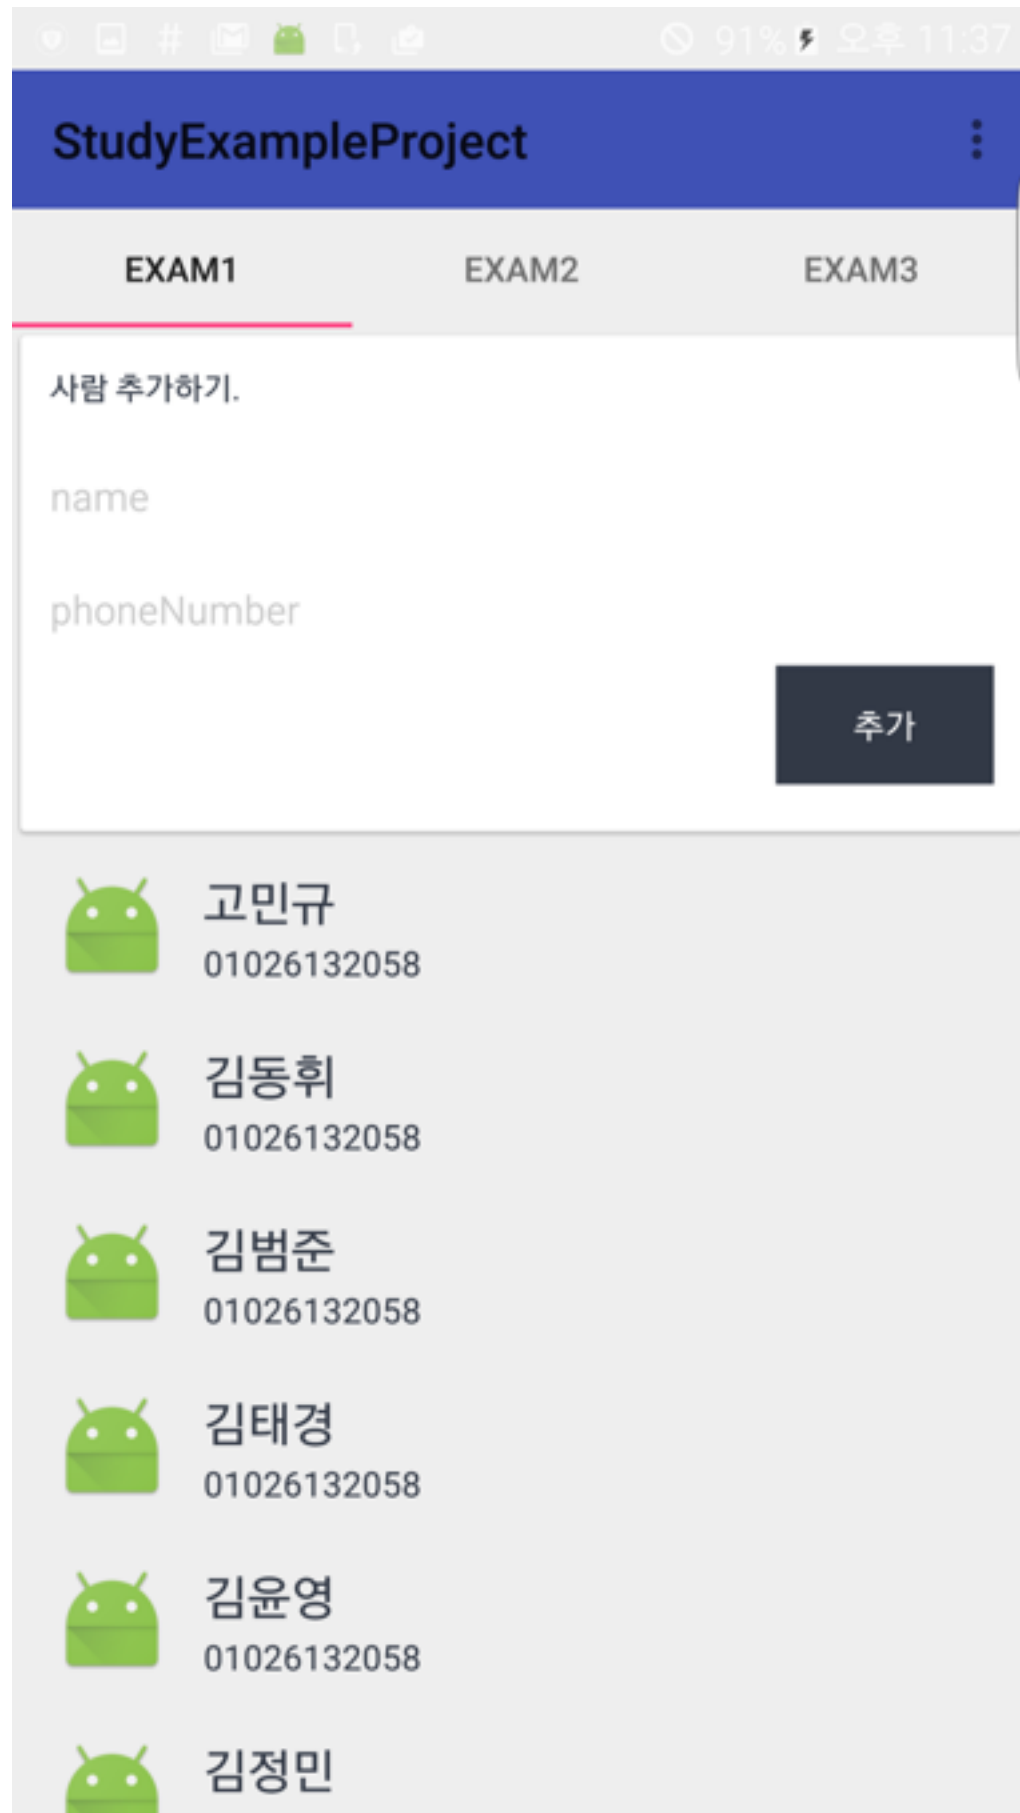 # 91% 오후 11:37
StudyExampleProject
EXAM1 EXAM2 EXAM3
사람 추가하기.
name
phoneNumber
추가
고민규
01026132058
김동휘
01026132058
김범준
01026132058
김태경
01026132058
김윤영
01026132058
김정민